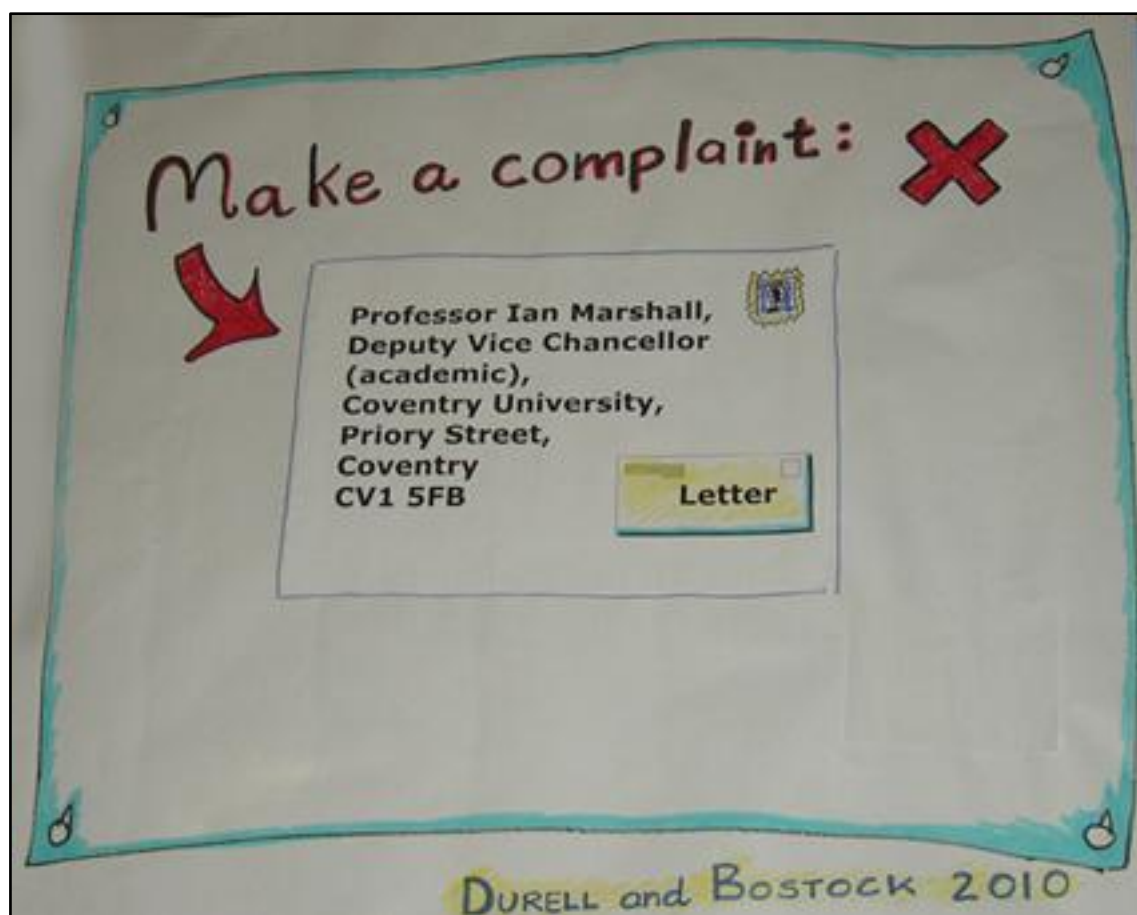 Make a complaint:
Professor Ian Marshall,
Deputy Vice Chancellor
(academic),
Coventry University,
Priory Street,
Coventry
CV1 5FB
Letter
DURELL and BOSTOCK 2010